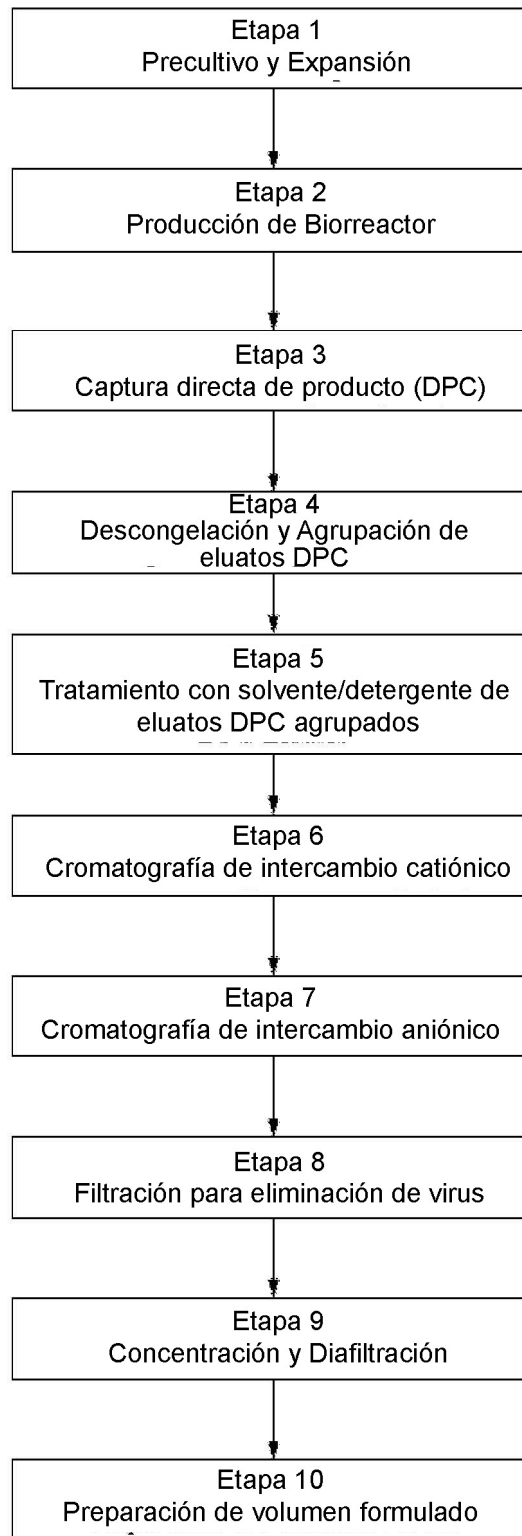 Etapa 1
Precultivo y Expansión
Etapa 2
Producción de Biorreactor
Etapa 3
Captura directa de producto (DPC)
Etapa 4
Descongelación y Agrupación de
eluatos DPC
Etapa 5
Tratamiento con solvente/detergente de
eluatos DPC agrupados
Etapa 6
Cromatografía de intercambio catiónico
Etapa 7
Cromatografía de intercambio aniónico
Etapa 8
Filtración para eliminación de virus
Etapa 9
Concentración y Diafiltración
Etapa 10
Preparación de volumen formulado